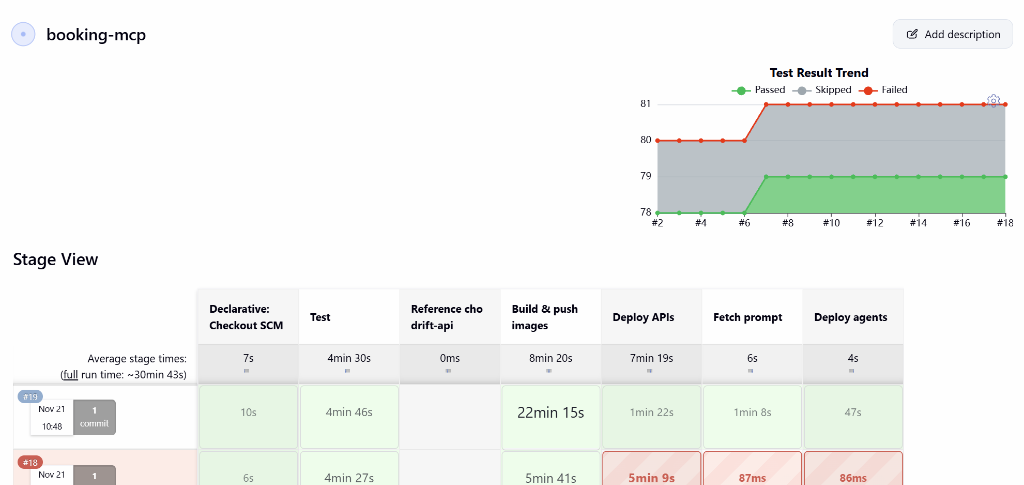 booking-mcp
Add description
Test Result Trend
Passed Skipped Failed
81
80
79
78
#2 #4 #6 #8 #10 #12 #14 #16 #18
Stage View
Declarative: Checkout SCM
Test
Reference cho drift-api
Build & push images
Deploy APIs
Fetch prompt
Deploy agents
Average stage times:
(full run time: ~30min 43s)
7s 4min 30s 0ms 8min 20s 7min 19s 6s 4s
#19
Nov 21
10:48
1
commit
10s 4min 46s 22min 15s 1min 22s 1min 8s 47s
#18
Nov 21
1
6s 4min 27s 5min 41s 5min 9s 87ms 86ms